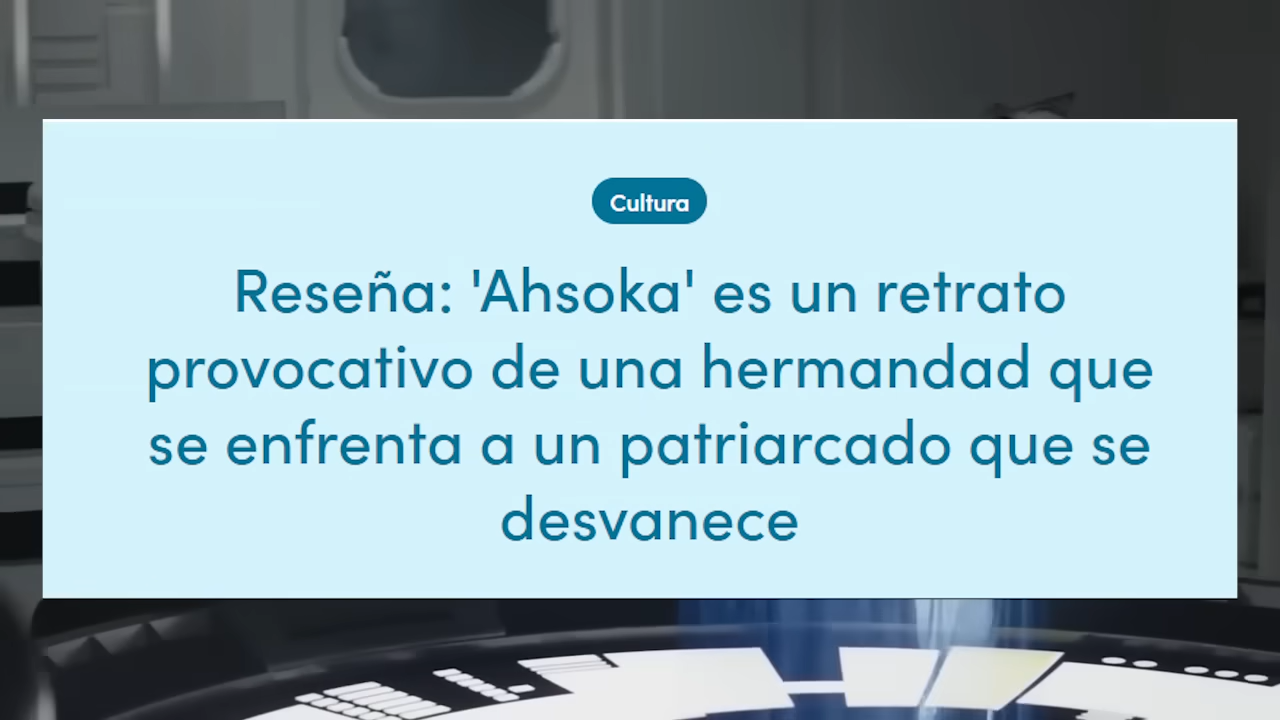 Cultura
Reseña: 'Ahsoka' es un retrato
provocativo de una hermandad que
se enfrenta a un patriarcado que se
desvanece